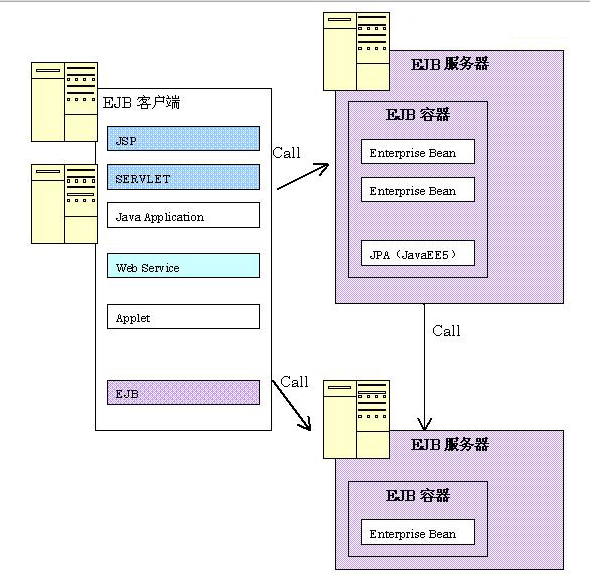 EJB 客户端
JSP
SERVLET
Java Application
Web Service
Applet
EJB
Call
Call
EJB 服务器
EJB 容器
Enterprise Bean
Enterprise Bean
JPA（JavaEE5）
Call
EJB 服务器
EJB 容器
Enterprise Bean